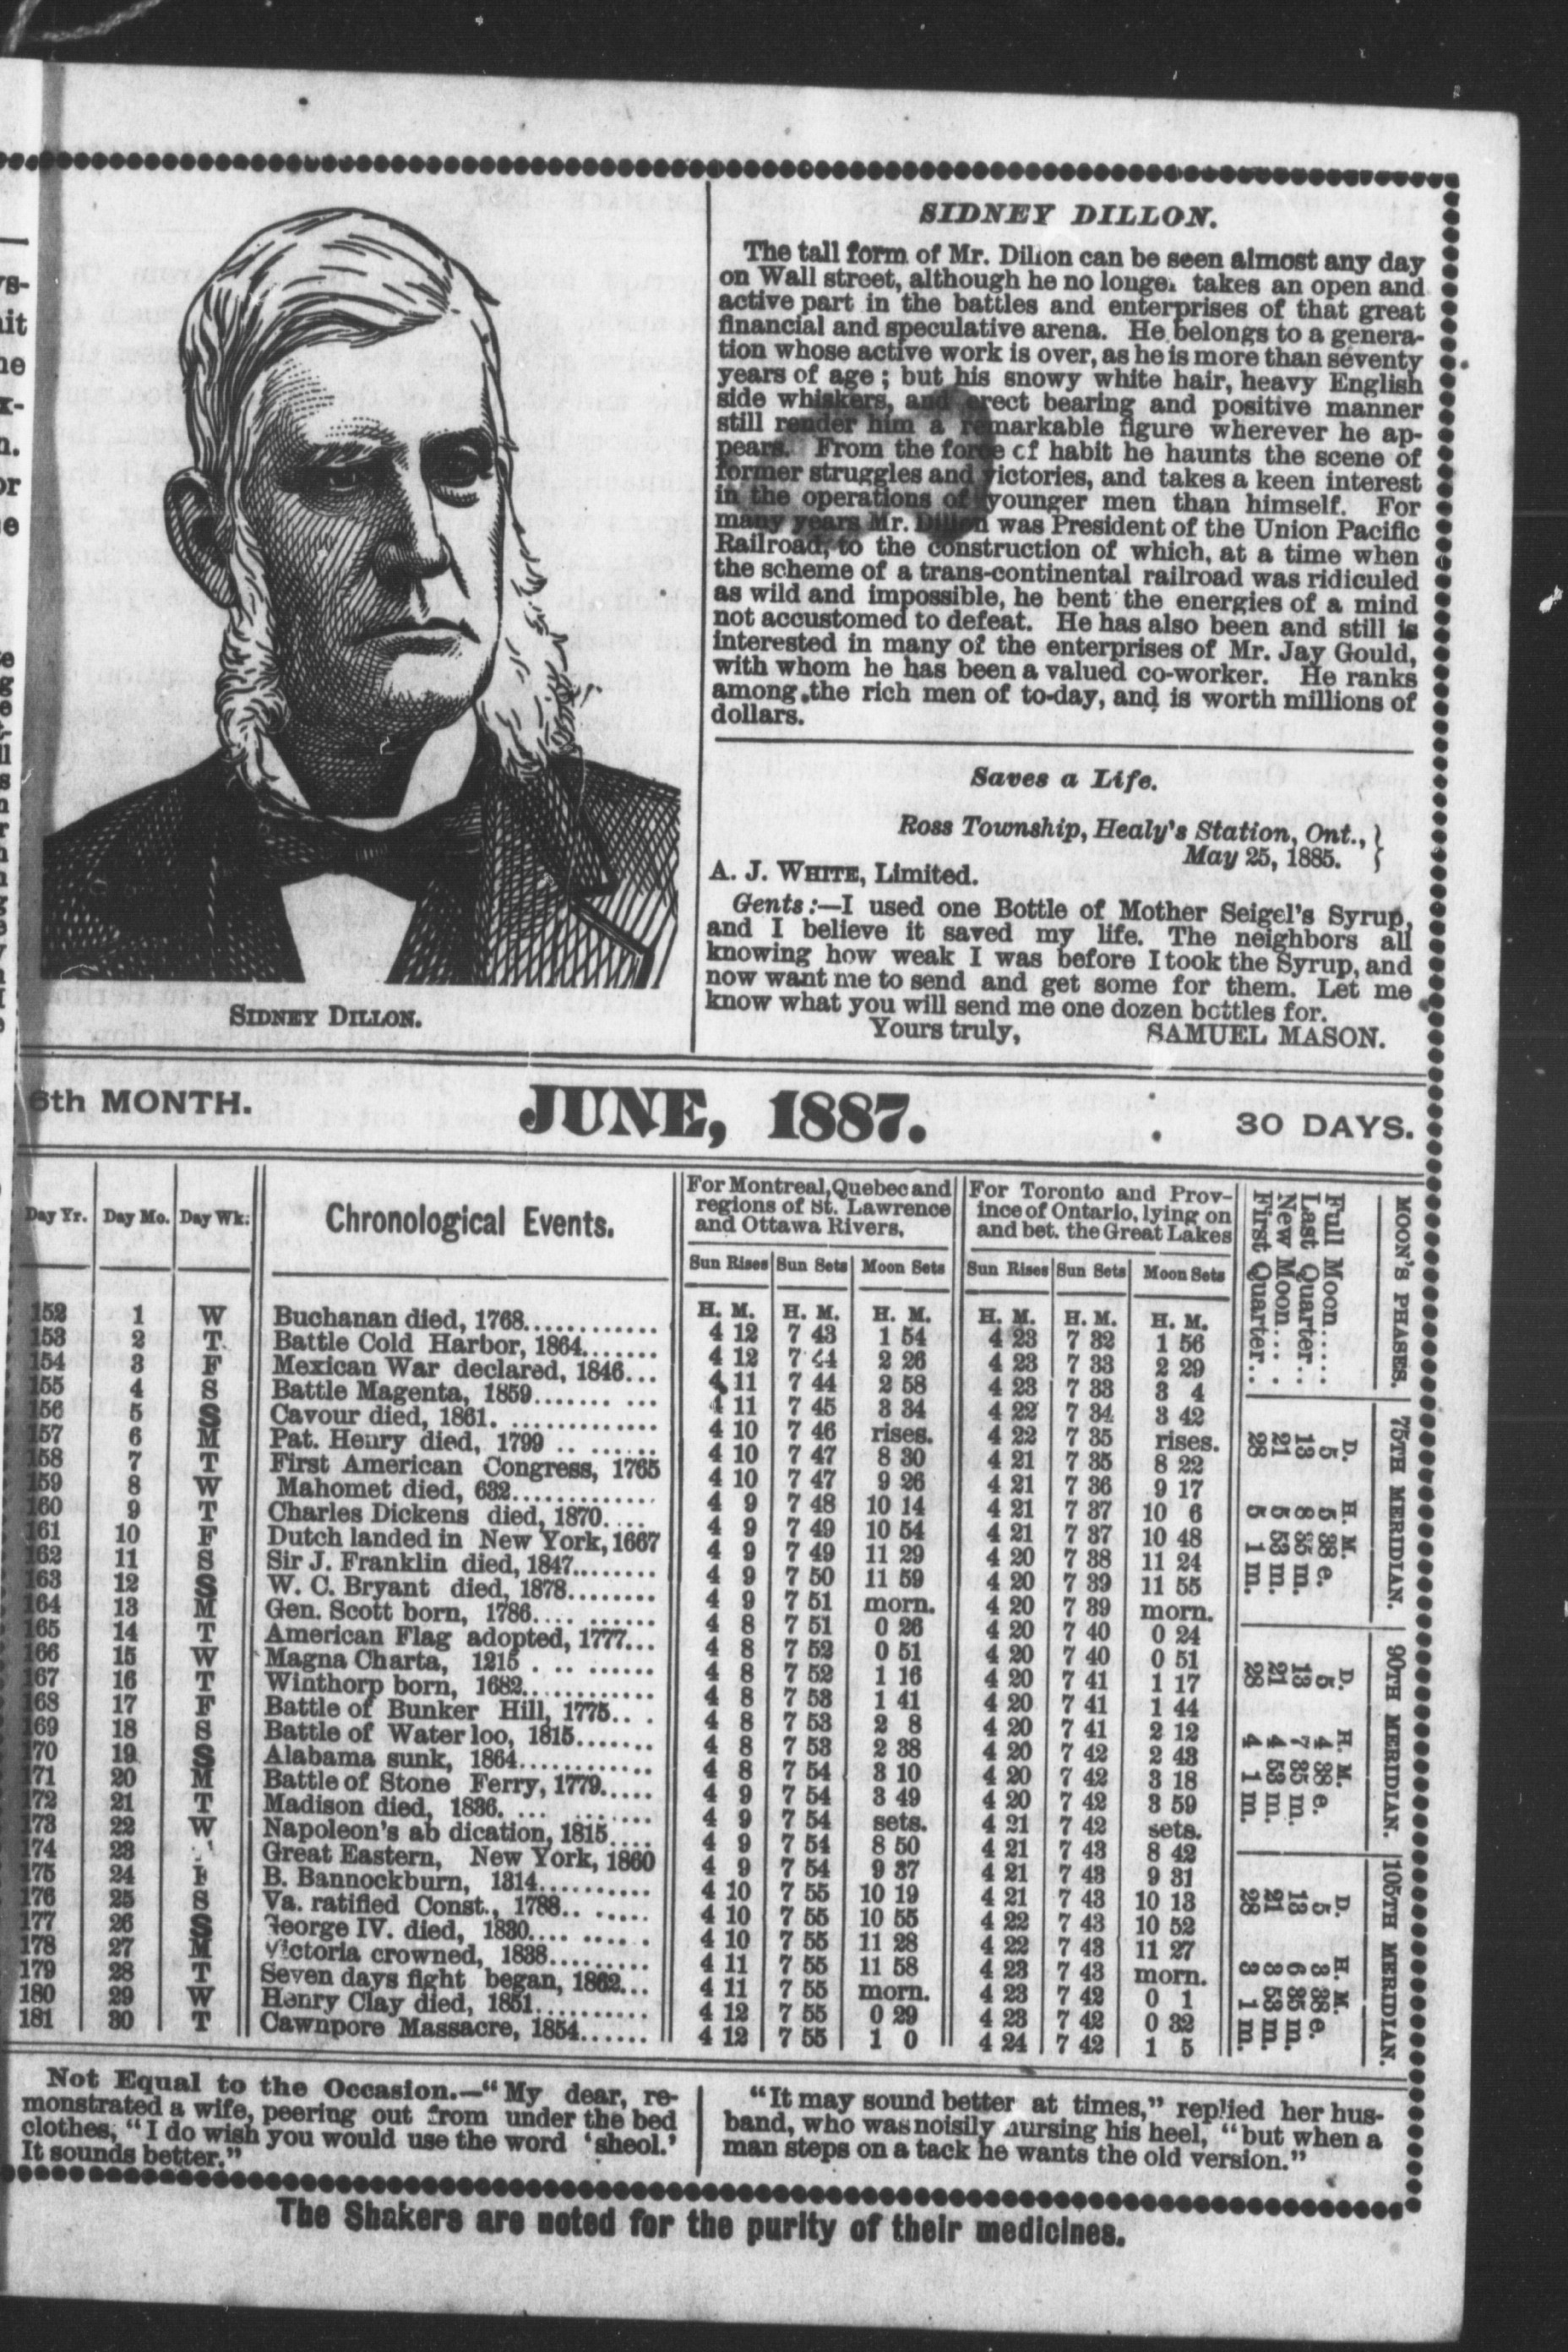 SIDNEY DILLON.
The tall form of Mr. Dillon can be seen almost any day
on Wall street, although he no longer takes an open and
active part in the battles and enterprises of that great
financial and speculative arena. He belongs to a genera-
tion whose active work is over, as he is more than seventy
years of age; but his snowy white hair, heavy English
side whiskers, and erect bearing and positive manner
still render him a remarkable figure wherever he ap-
pears. From the force of habit he haunts the scene of
former struggles and victories, and takes a keen interest
in the operations of younger men than himself. For
many years Mr. Dillon was President of the Union Pacific
Railroad, to the construction of which, at a time when
the scheme of a trans-continental railroad was ridiculed
as wild and impossible, he bent the energies of a mind
not accustomed to defeat. He has also been and still is
interested in many of the enterprises of Mr. Jay Gould,
with whom he has been a valued co-worker. He ranks
among the rich men of to-day, and is worth millions of
dollars.
SIDNEY DILLON.
Saves a Life.
Ross Township, Healy's Station, Ont., }
May 25, 1885. }
A. J. WHITE, Limited.
Gents:—I used one Bottle of Mother Seigel's Syrup,
and I believe it saved my life. The neighbors all
knowing how weak I was before I took the Syrup, and
now want me to send and get some for them. Let me
know what you will send me one dozen bottles for.
Yours truly, SAMUEL MASON.
6th MONTH. JUNE, 1887. 30 DAYS.
Day Yr. Day Mo. Day Wk. Chronological Events.
For Montreal, Quebec and
regions of St. Lawrence
and Ottawa Rivers.
For Toronto and Prov-
ince of Ontario, lying on
and bet. the Great Lakes
Sun Rises Sun Sets Moon Sets Sun Rises Sun Sets Moon Sets
H. M. H. M. H. M. H. M. H. M. H. M.
152 1 W Buchanan died, 1768............ 4 12 7 43 1 54 4 23 7 32 1 56
153 2 T Battle Cold Harbor, 1864....... 4 12 7 44 2 26 4 23 7 33 2 29
154 3 F Mexican War declared, 1846... 4 11 7 44 2 58 4 23 7 33 3 4
155 4 S Battle Magenta, 1859....... ... 4 11 7 45 3 34 4 22 7 34 3 42
156 5 S Cavour died, 1861. .............. 4 10 7 46 rises. 4 22 7 35 rises.
157 6 M Pat. Henry died, 1799 .. ....... 4 10 7 47 8 30 4 21 7 35 8 22
158 7 T First American Congress, 1765 4 10 7 47 9 26 4 21 7 36 9 17
159 8 W Mahomet died, 632.............. 4 9 7 48 10 14 4 21 7 37 10 6
160 9 T Charles Dickens died, 1870.... 4 9 7 49 10 54 4 21 7 37 10 48
161 10 F Dutch landed in New York, 1667 4 9 7 49 11 29 4 20 7 38 11 24
162 11 S Sir J. Franklin died, 1847........ 4 9 7 50 11 59 4 20 7 39 11 55
163 12 S W. C. Bryant died, 1878........ 4 9 7 51 morn. 4 20 7 39 morn.
164 13 M Gen. Scott born, 1786.... ....... 4 8 7 51 0 26 4 20 7 40 0 24
165 14 T American Flag adopted, 1777... 4 8 7 52 0 51 4 20 7 40 0 51
166 15 W Magna Charta, 1215 . .. ....... 4 8 7 52 1 16 4 20 7 41 1 17
167 16 T Winthorp born, 1682............. 4 8 7 53 1 41 4 20 7 41 1 44
168 17 F Battle of Bunker Hill, 1775... . 4 8 7 53 2 8 4 20 7 41 2 12
169 18 S Battle of Water loo, 1815....... 4 8 7 53 2 38 4 20 7 42 2 43
170 19 S Alabama sunk, 1864............ 4 8 7 54 3 10 4 20 7 42 3 18
171 20 M Battle of Stone Ferry, 1779..... 4 9 7 54 3 49 4 20 7 42 3 59
172 21 T Madison died, 1836. ... ........ 4 9 7 54 sets. 4 21 7 42 sets.
173 22 W Napoleon's ab dication, 1815.... 4 9 7 54 8 50 4 21 7 43 8 42
174 23 Great Eastern, New York, 1860 4 9 7 54 9 37 4 21 7 43 9 31
175 24 F B. Bannockburn, 1314........... 4 10 7 55 10 19 4 21 7 43 10 13
176 25 S Va. ratified Const., 1788.. ...... 4 10 7 55 10 55 4 22 7 43 10 52
177 26 S George IV. died, 1830.... ...... 4 10 7 55 11 28 4 22 7 43 11 27
178 27 M Victoria crowned, 1838.......... 4 11 7 55 11 58 4 23 7 43 morn.
179 28 T Seven days fight began, 1862... 4 11 7 55 morn. 4 23 7 42 0 1
180 29 W Henry Clay died, 1851............ 4 12 7 55 0 29 4 23 7 42 0 32
181 30 T Cawnpore Massacre, 1854...... 4 12 7 55 1 0 4 24 7 42 1 5
MOON'S PHASES. 75TH MERIDIAN. 90TH MERIDIAN. 105TH MERIDIAN.
D. H. M. D. H. M. D. H. M.
Full Moon..... 5 5 38 e. 5 4 38 e. 5 3 38 e.
Last Quarter.. 13 8 35 m. 13 7 35 m. 13 6 35 m.
New Moon.... 21 5 53 m. 21 4 53 m. 21 3 53 m.
First Quarter.. 28 5 1 m. 28 4 1 m. 28 3 1 m.
Not Equal to the Occasion.—"My dear, re-
monstrated a wife, peering out from under the bed
clothes, "I do wish you would use the word 'sheol.'
It sounds better."
"It may sound better at times," replied her hus-
band, who was noisily nursing his heel, "but when a
man steps on a tack he wants the old version."
The Shakers are noted for the purity of their medicines.